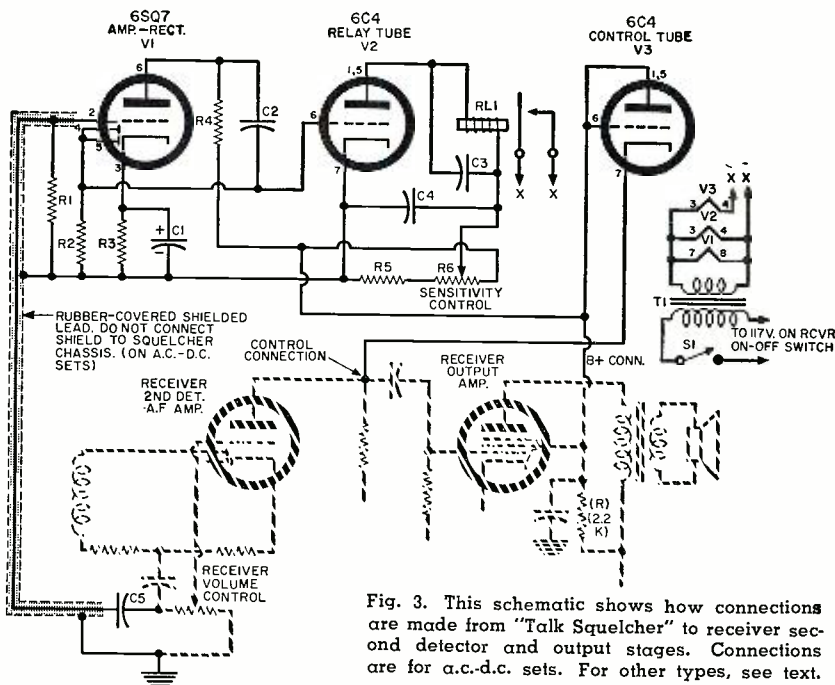 6SQ7
AMP.-RECT.
V1
6C4
RELAY TUBE
V2
6C4
CONTROL TUBE
V3
6
2
4
5
3
R4
C2
1,5
6
7
RL1
C3
C4
X X
1,5
6
7
X X
V3
3 4
V2
3 4
V1
7 8
T1
S1
TO 117V. ON RCVR
ON-OFF SWITCH
R1
R2
R3
+
C1
−
R5
R6
SENSITIVITY
CONTROL
RUBBER-COVERED SHIELDED
LEAD. DO NOT CONNECT
SHIELD TO SQUELCHER
CHASSIS. (ON A.C.-D.C.
SETS)
CONTROL
CONNECTION
RECEIVER
2ND DET.
A.F AMP.
RECEIVER
OUTPUT
AMP.
B+ CONN.
(R)
(2.2
K)
RECEIVER
VOLUME
CONTROL
C5
Fig. 3. This schematic shows how connections
are made from "Talk Squelcher" to receiver sec-
ond detector and output stages. Connections
are for a.c.-d.c. sets. For other types, see text.